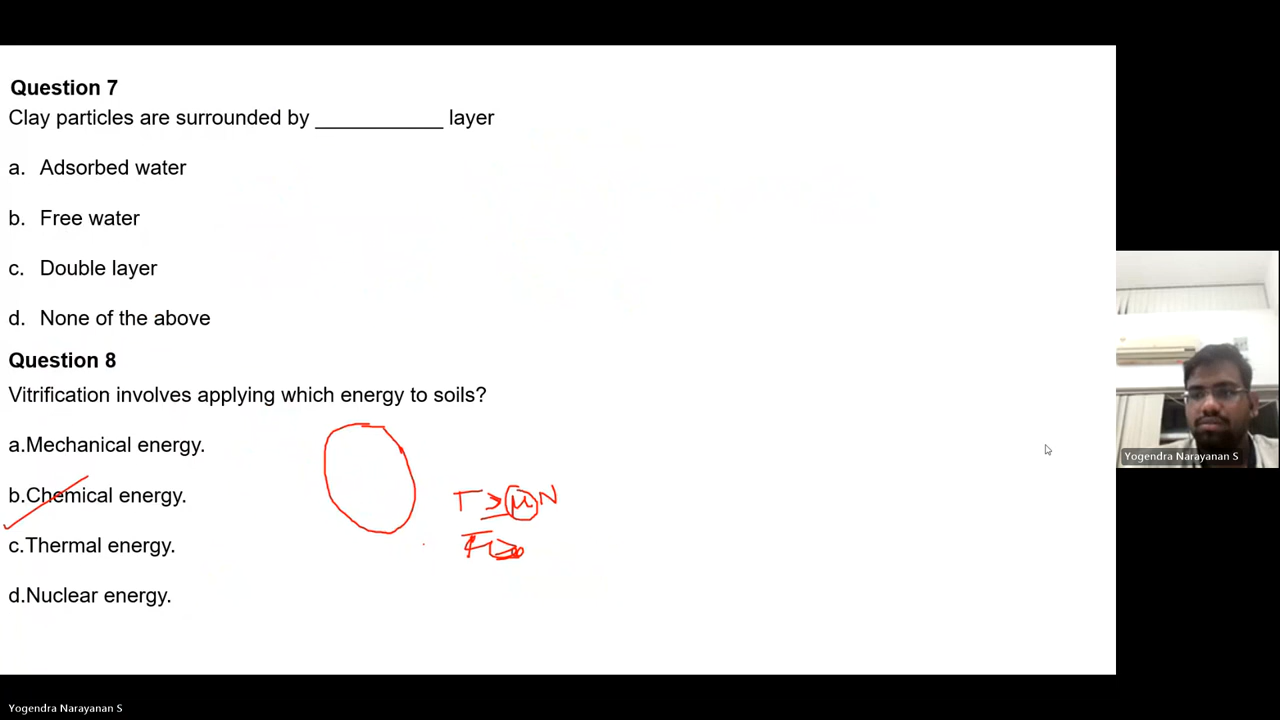 Question 7
Clay particles are surrounded by ____________ layer
a. Adsorbed water
b. Free water
c. Double layer
d. None of the above
Question 8
Vitrification involves applying which energy to soils?
a.Mechanical energy.
b.Chemical energy.
T > μ N
c.Thermal energy.
d.Nuclear energy.
Yogendra Narayanan S
Yogendra Narayanan S